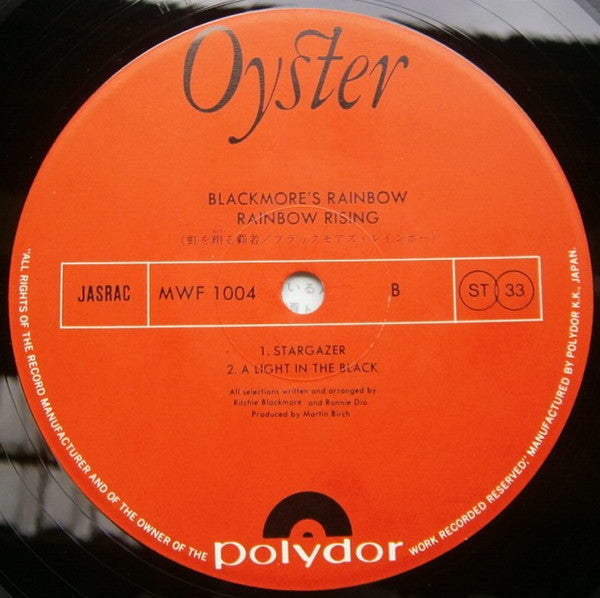 Oyster
BLACKMORE'S RAINBOW
RAINBOW RISING
(虹を翔る覇者/ブラックモアズ・レインボー)
JASRAC
MWF 1004
B
ST 33
1. STARGAZER
2. A LIGHT IN THE BLACK
All selections written and arranged by
Ritchie Blackmore and Ronnie Dio
Produced by Martin Birch
"ALL RIGHTS OF THE RECORD MANUFACTURER AND OF THE OWNER OF THE WORK RECORDED RESERVED," MANUFACTURED BY POLYDOR K.K., JAPAN.
polydor